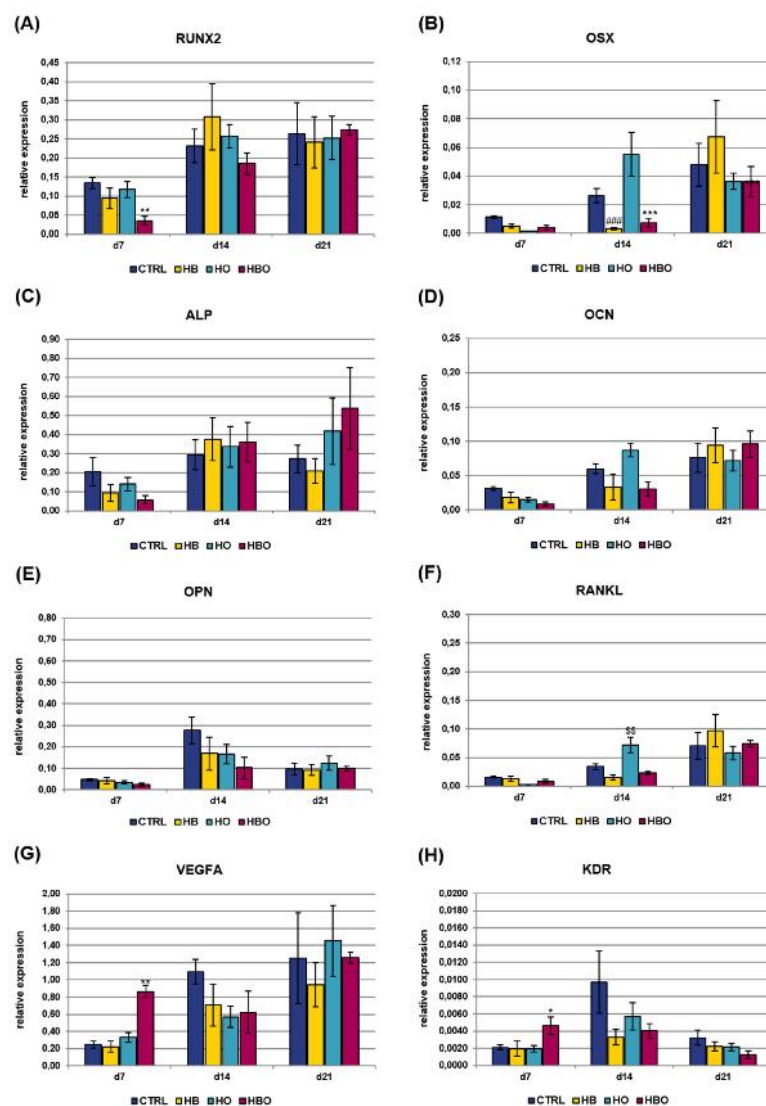 (A)
RUNX2
relative expression
0,45
0,40
0,35
0,30
0,25
0,20
0,15
0,10
0,05
0,00
**
d7 d14 d21
CTRL HB HO HBO
(B)
OSX
relative expression
0,12
0,10
0,08
0,06
0,04
0,02
0,00
### ***
d7 d14 d21
CTRL HB HO HBO
(C)
ALP
relative expression
0,90
0,80
0,70
0,60
0,50
0,40
0,30
0,20
0,10
0,00
d7 d14 d21
CTRL HB HO HBO
(D)
OCN
relative expression
0,25
0,20
0,15
0,10
0,05
0,00
d7 d14 d21
CTRL HB HO HBO
(E)
OPN
relative expression
0,80
0,70
0,60
0,50
0,40
0,30
0,20
0,10
0,00
d7 d14 d21
CTRL HB HO HBO
(F)
RANKL
relative expression
0,30
0,25
0,20
0,15
0,10
0,05
0,00
$$
d7 d14 d21
CTRL HB HO HBO
(G)
VEGFA
relative expression
2,00
1,80
1,60
1,40
1,20
1,00
0,80
0,60
0,40
0,20
0,00
**
d7 d14 d21
CTRL HB HO HBO
(H)
KDR
relative expression
0,0200
0,0180
0,0160
0,0140
0,0120
0,0100
0,0080
0,0060
0,0040
0,0020
0,0000
*
d7 d14 d21
CTRL HB HO HBO